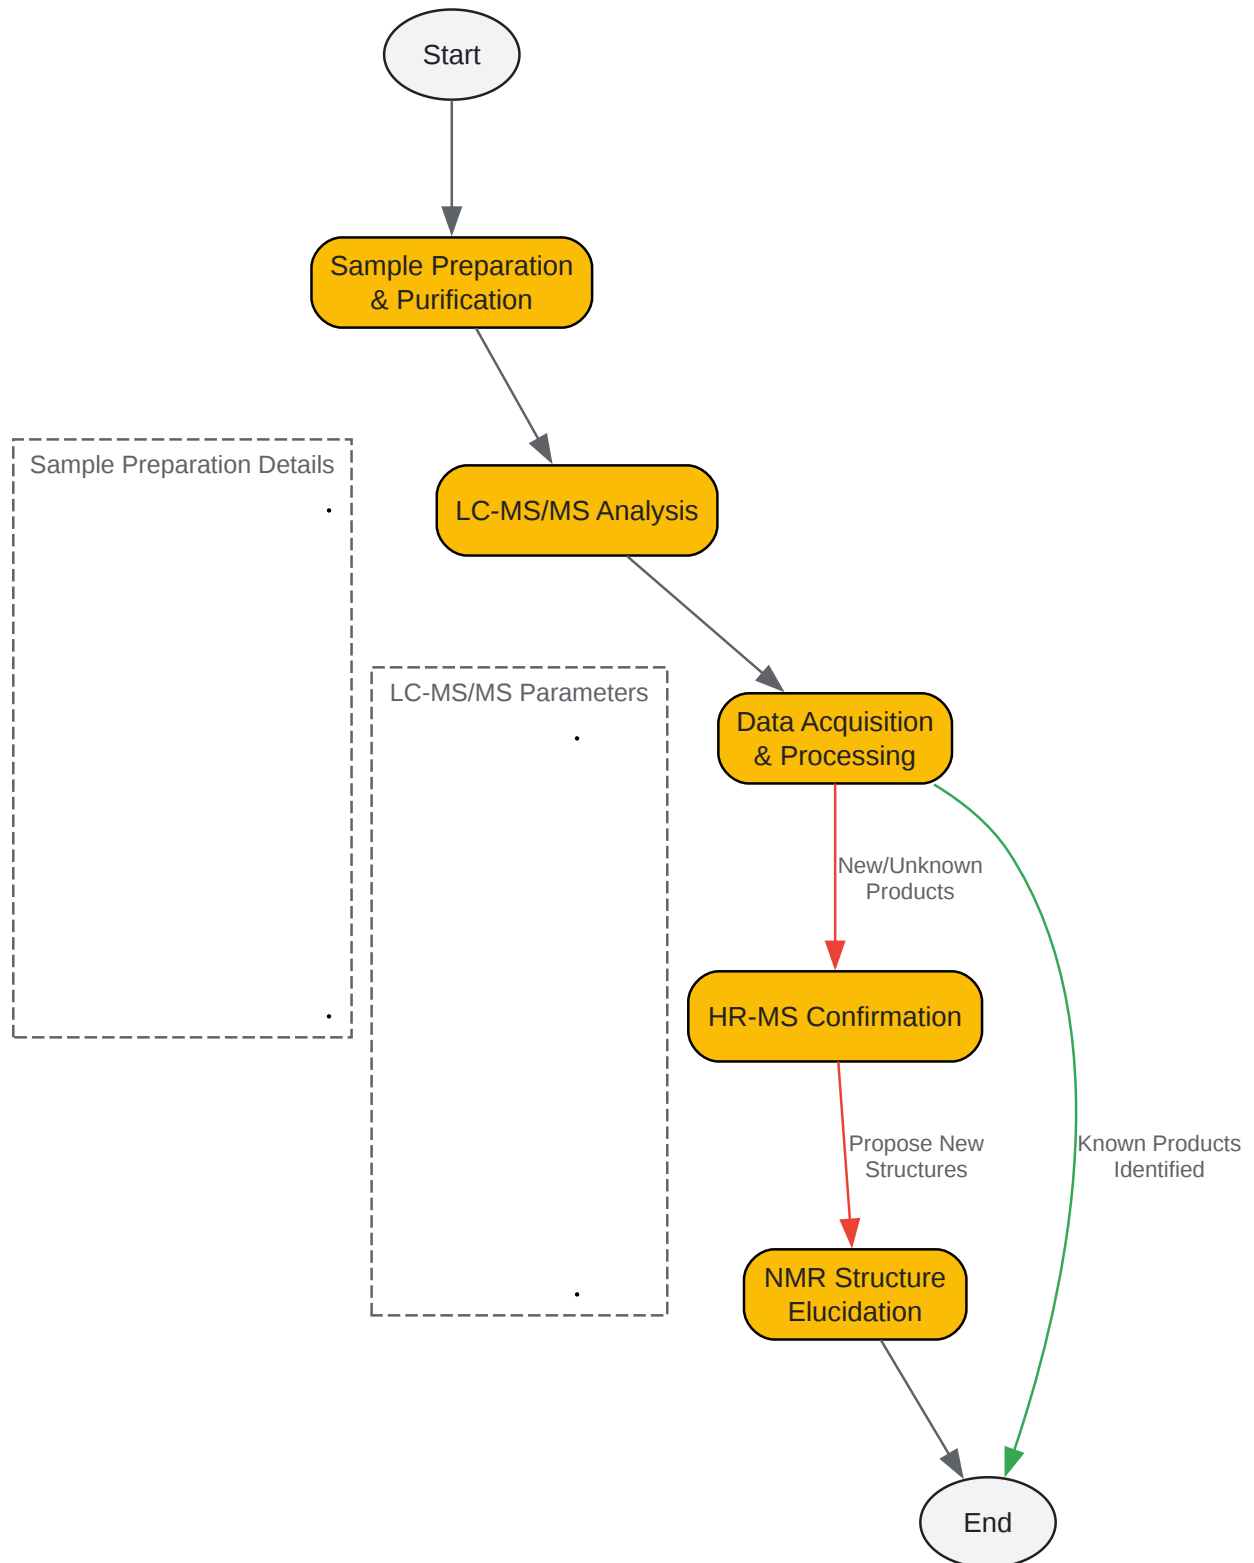 Start
Sample Preparation
& Purification
Sample Preparation Details
LC-MS/MS Analysis
LC-MS/MS Parameters
Data Acquisition
& Processing
New/Unknown
Products
HR-MS Confirmation
Propose New
Structures
Known Products
Identified
NMR Structure
Elucidation
End